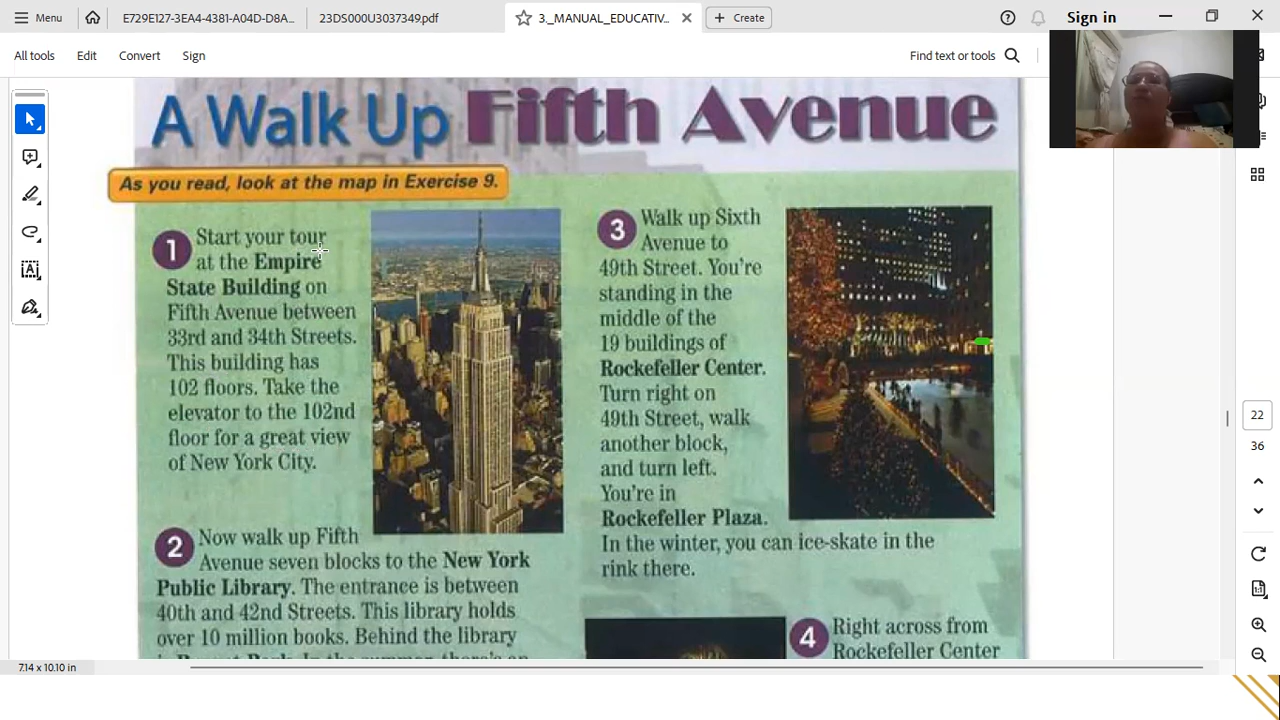 Menu
E729E127-3EA4-4381-A04D-D8A...
23DS000U3037349.pdf
3._MANUAL_EDUCATIV...
Create
Sign in
All tools
Edit
Convert
Sign
Find text or tools
A Walk Up Fifth Avenue
As you read, look at the map in Exercise 9.
1 Start your tour
at the Empire
State Building on
Fifth Avenue between
33rd and 34th Streets.
This building has
102 floors. Take the
elevator to the 102nd
floor for a great view
of New York City.
2 Now walk up Fifth
Avenue seven blocks to the New York
Public Library. The entrance is between
40th and 42nd Streets. This library holds
over 10 million books. Behind the library
3 Walk up Sixth
Avenue to
49th Street. You're
standing in the
middle of the
19 buildings of
Rockefeller Center.
Turn right on
49th Street, walk
another block,
and turn left.
You're in
Rockefeller Plaza.
In the winter, you can ice-skate in the
rink there.
4 Right across from
Rockefeller Center
22
36
7.14 x 10.10 in